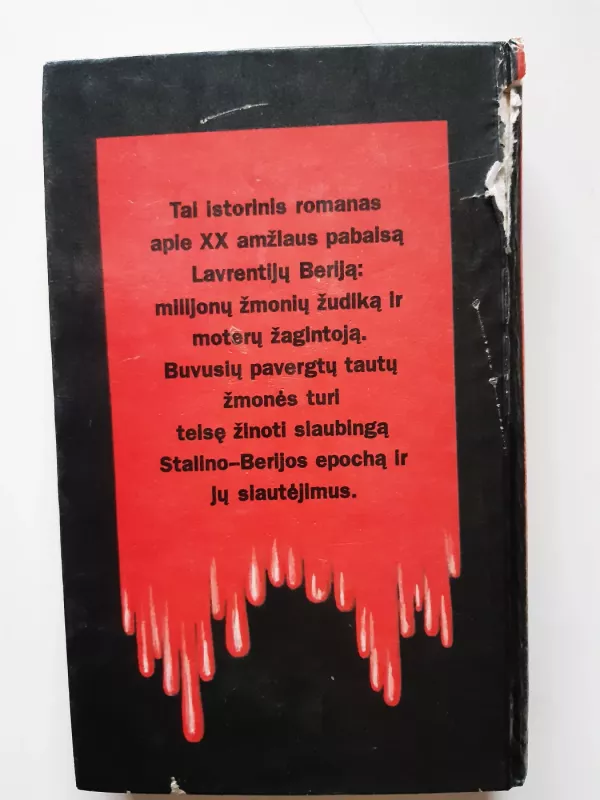 Tai istorinis romanas
apie XX amžiaus pabaisą
Lavrentijų Beriją:
milijonų žmonių žudiką ir
moterų žagintoją.
Buvusių pavergtų tautų
žmonės turi
teisę žinoti siaubingą
Stalino–Berijos epochą ir
jų siautėjimus.